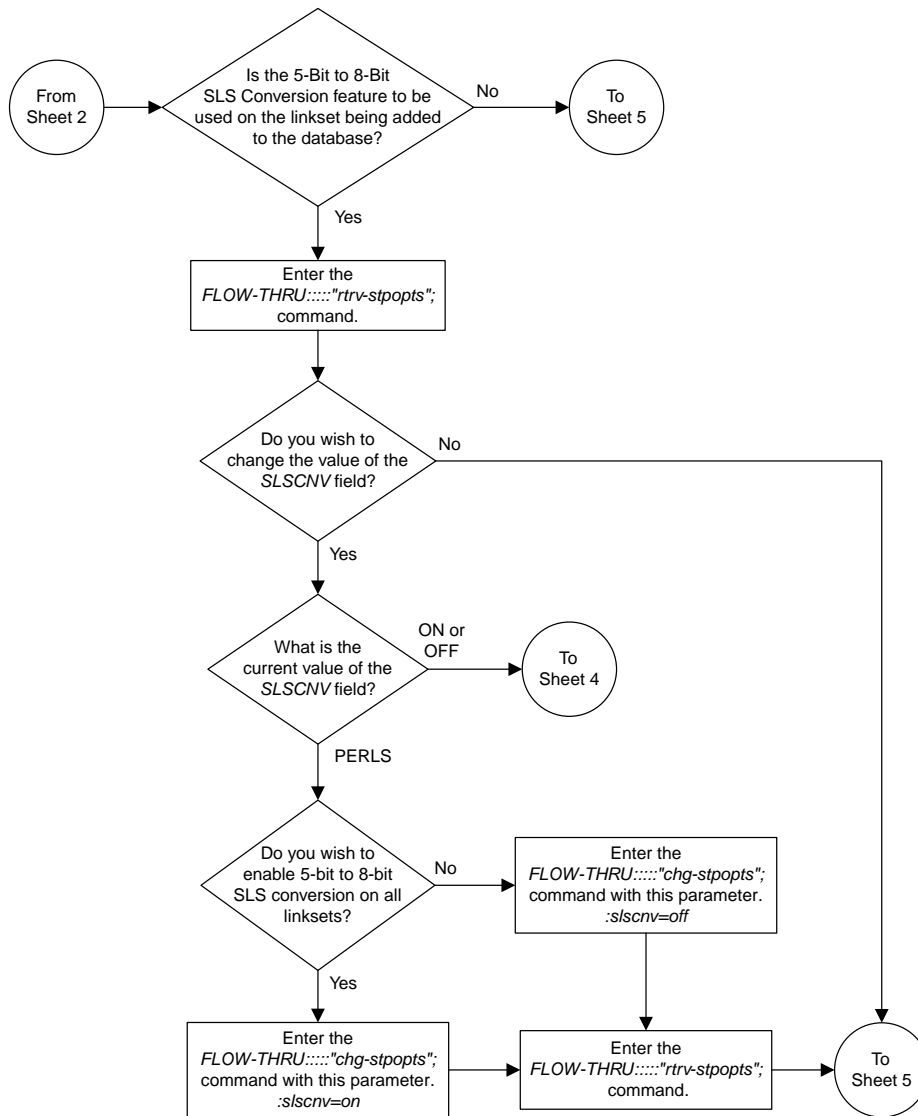 From
Sheet 2
Is the 5-Bit to 8-Bit
SLS Conversion feature to be
used on the linkset being added
to the database?
No
To
Sheet 5
Yes
Enter the
FLOW-THRU:::::"rtrv-stpopts";
command.
Do you wish to
change the value of the
SLSCNV field?
No
Yes
What is the
current value of the
SLSCNV field?
ON or
OFF
To
Sheet 4
PERLS
Do you wish to
enable 5-bit to 8-bit
SLS conversion on all
linksets?
No
Enter the
FLOW-THRU:::::"chg-stpopts";
command with this parameter.
:slscnv=off
Yes
Enter the
FLOW-THRU:::::"chg-stpopts";
command with this parameter.
:slscnv=on
Enter the
FLOW-THRU:::::"rtrv-stpopts";
command.
To
Sheet 5